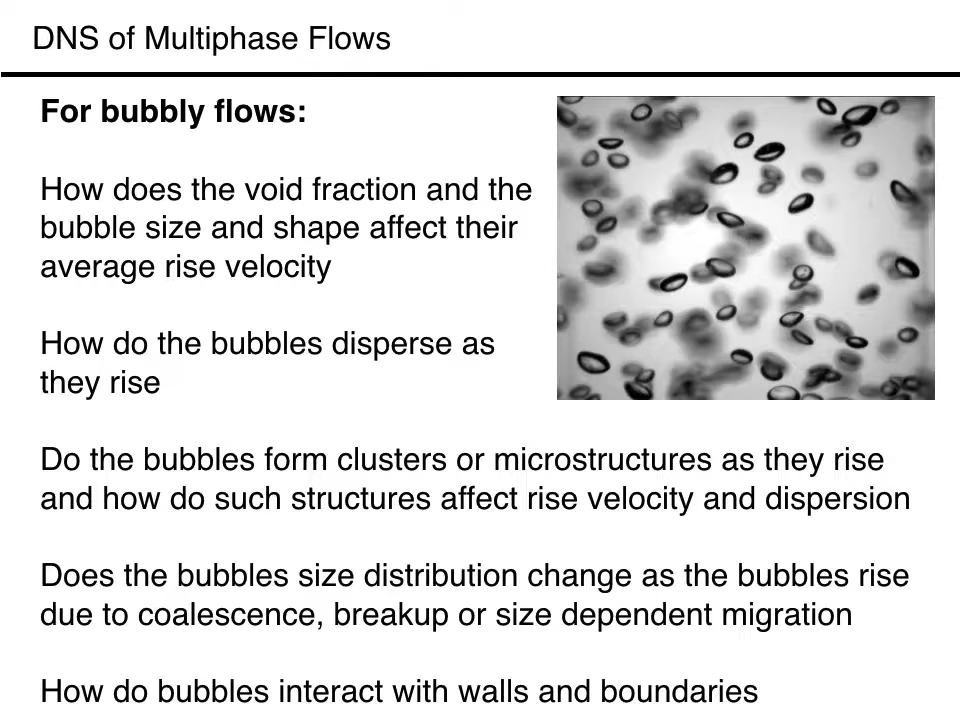 DNS of Multiphase Flows
For bubbly flows:
How does the void fraction and the
bubble size and shape affect their
average rise velocity
How do the bubbles disperse as
they rise
Do the bubbles form clusters or microstructures as they rise
and how do such structures affect rise velocity and dispersion
Does the bubbles size distribution change as the bubbles rise
due to coalescence, breakup or size dependent migration
How do bubbles interact with walls and boundaries